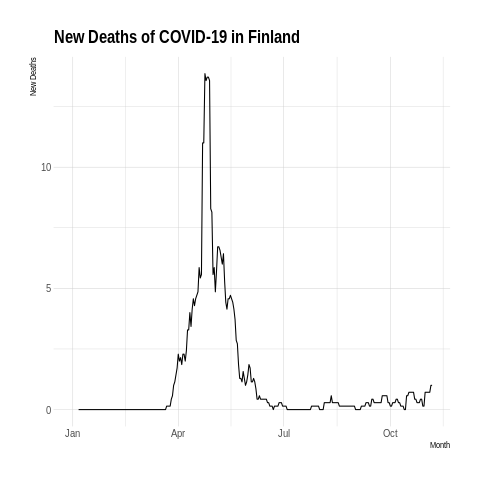 New Deaths of COVID-19 in Finland
New Deaths
10
5
0
Jan Apr Jul Oct
Month